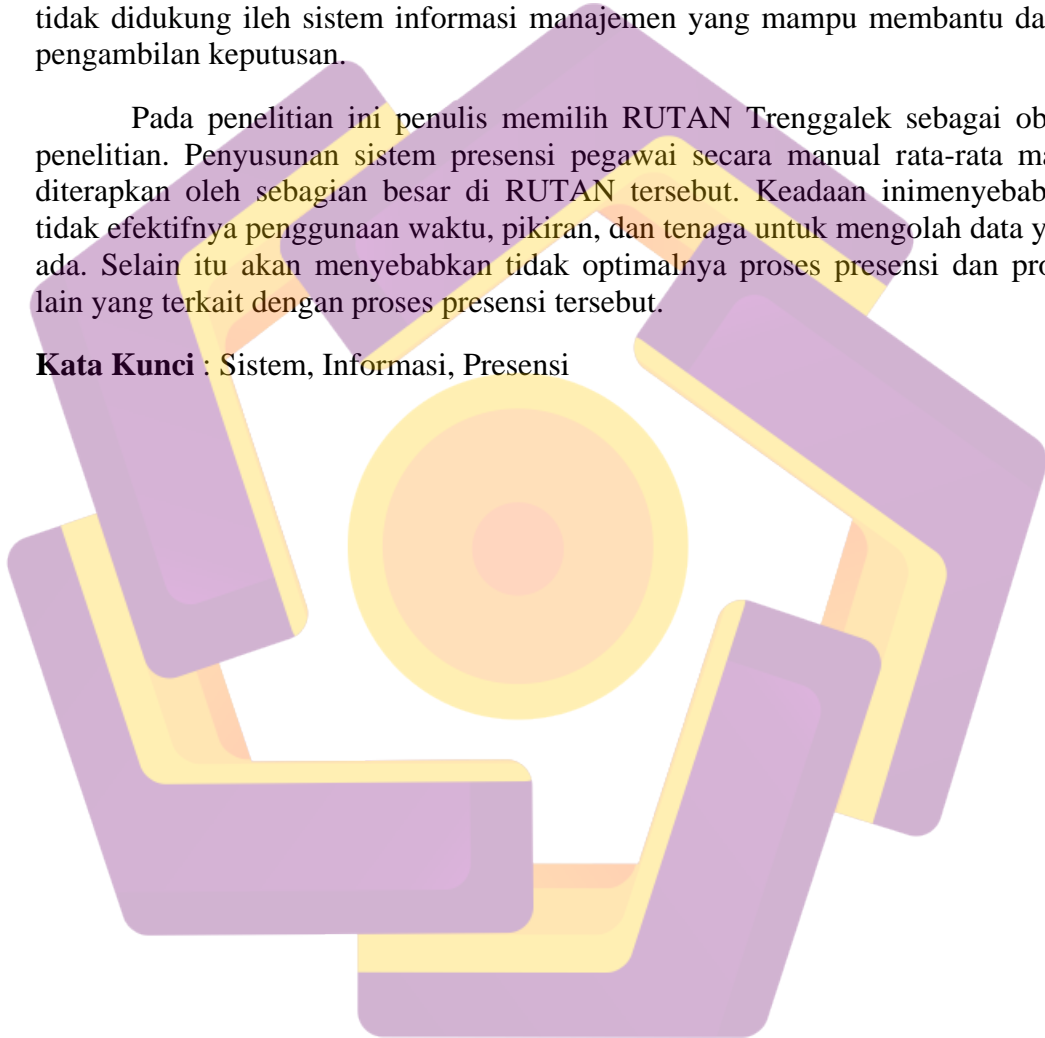 tidak didukung ileh sistem informasi manajemen yang mampu membantu da
pengambilan keputusan.
Pada penelitian ini penulis memilih RUTAN Trenggalek sebagai ob
penelitian. Penyusunan sistem presensi pegawai secara manual rata-rata ma
diterapkan oleh sebagian besar di RUTAN tersebut. Keadaan inimenyebab
tidak efektifnya penggunaan waktu, pikiran, dan tenaga untuk mengolah data y
ada. Selain itu akan menyebabkan tidak optimalnya proses presensi dan pro
lain yang terkait dengan proses presensi tersebut.
Kata Kunci : Sistem, Informasi, Presensi